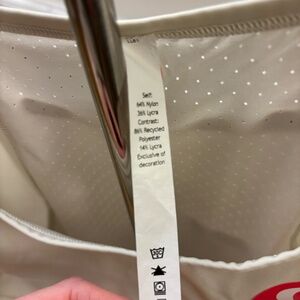 Self:
64% Nylon
36% Lycra
Contrast:
86% Recycled
Polyester
14% Lycra
Exclusive of
decoration